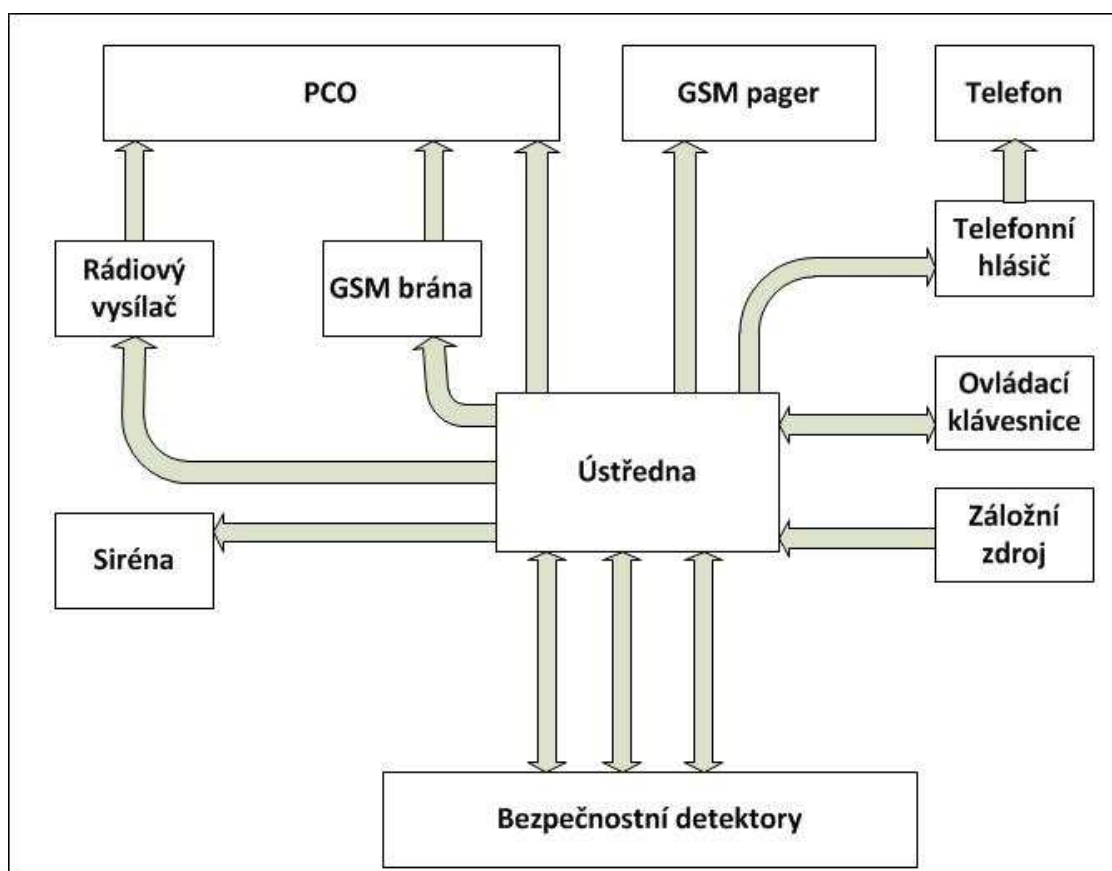 PCO
GSM pager
Telefon
Rádiový
vysílač
GSM brána
Telefonní
hlásič
Ovládací
klávesnice
Ústředna
Siréna
Záložní
zdroj
Bezpečnostní detektory